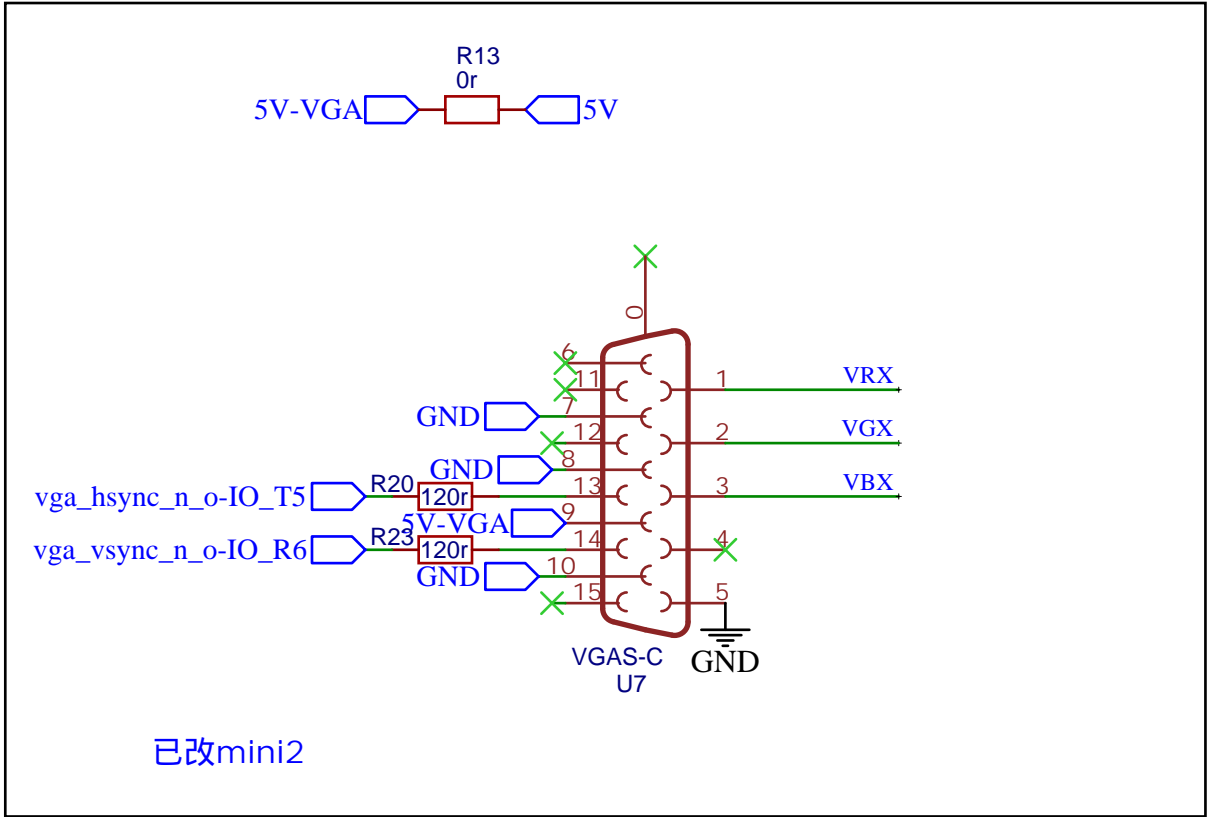 R13
0r
5V-VGA 5V
0
6
11 1 VRX
GND 7
12 2 VGX
GND 8
vga_hsync_n_o-IO_T5 R20 120r 13 3 VBX
5V-VGA 9
vga_vsync_n_o-IO_R6 R23 120r 14 4
GND 10
15 5
VGAS-C GND
U7
已改mini2